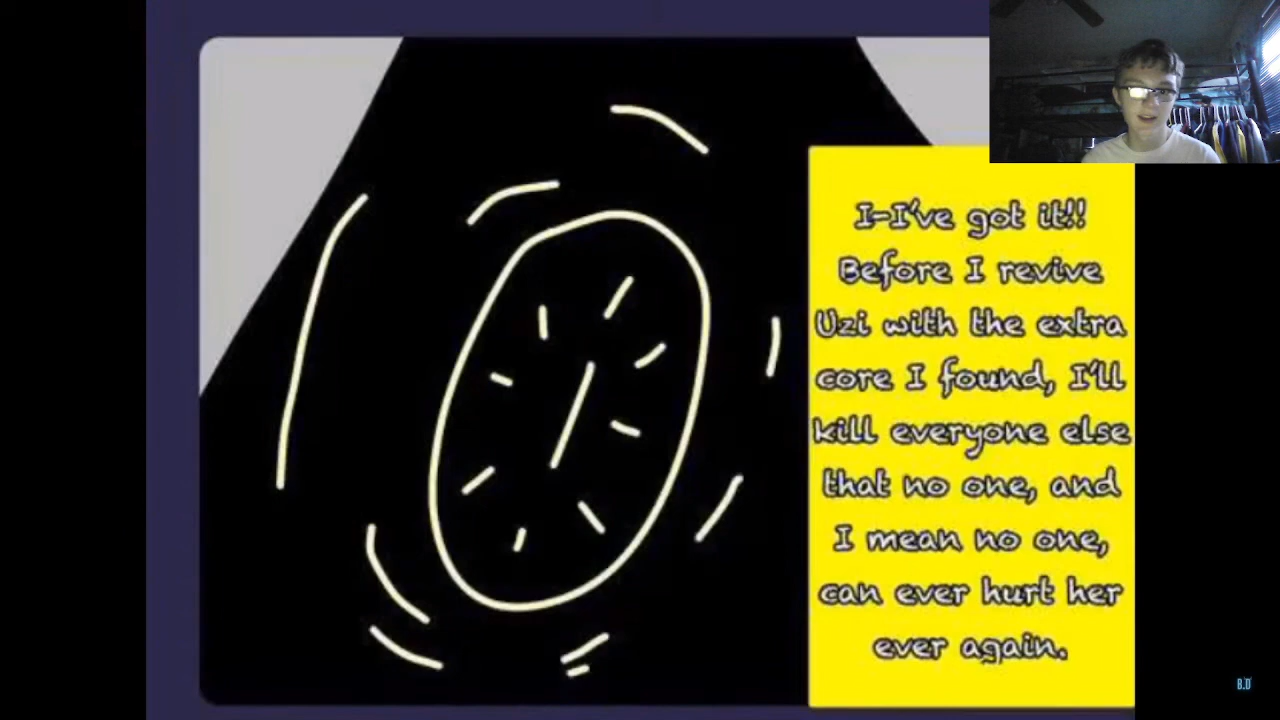 I-I've got it!!
Before I revive
Uzi with the extra
core I found, I'll
kill everyone else
that no one, and
I mean no one,
can ever hurt her
ever again.
B.D